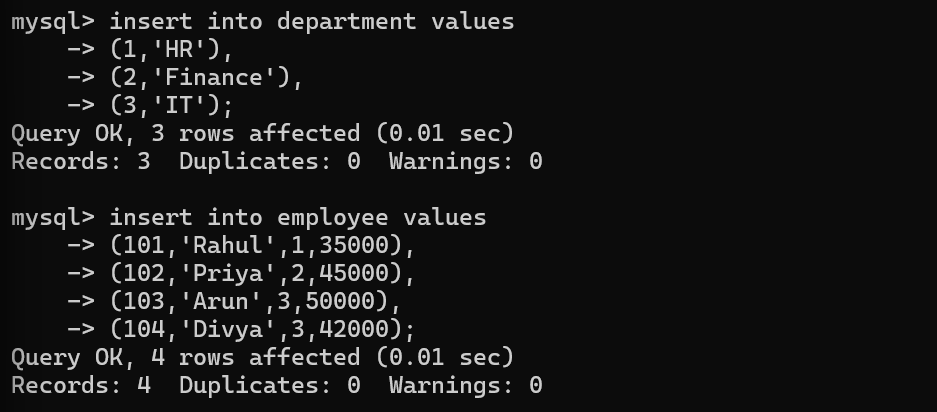 mysql> insert into department values
    -> (1,'HR'),
    -> (2,'Finance'),
    -> (3,'IT');
Query OK, 3 rows affected (0.01 sec)
Records: 3  Duplicates: 0  Warnings: 0

mysql> insert into employee values
    -> (101,'Rahul',1,35000),
    -> (102,'Priya',2,45000),
    -> (103,'Arun',3,50000),
    -> (104,'Divya',3,42000);
Query OK, 4 rows affected (0.01 sec)
Records: 4  Duplicates: 0  Warnings: 0